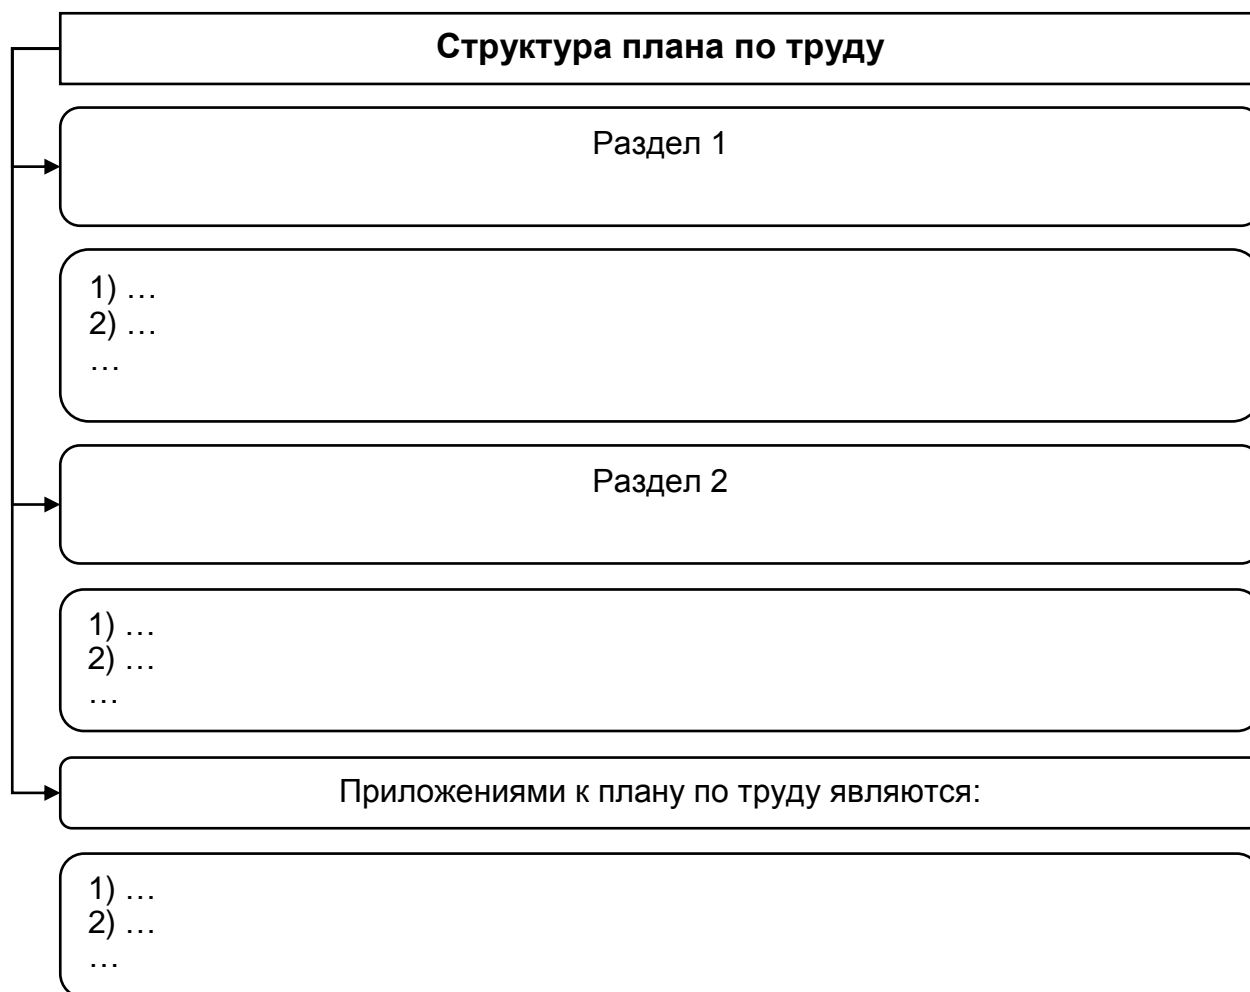 Структура плана по труду
Раздел 1
1) …
2) …
…
Раздел 2
1) …
2) …
…
Приложениями к плану по труду являются:
1) …
2) …
…